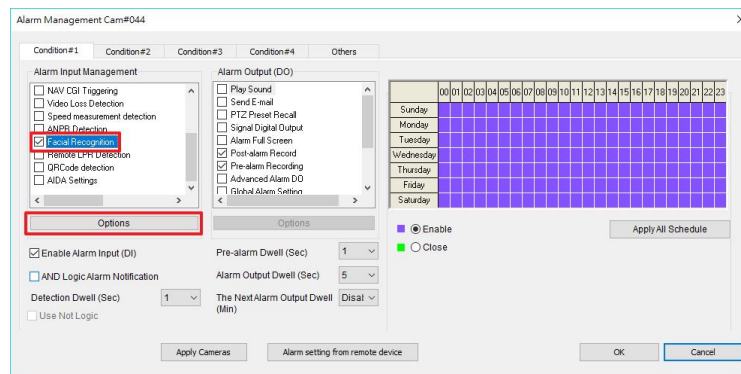 Alarm Management Cam#044
Condition#1 Condition#2 Condition#3 Condition#4 Others
Alarm Input Management
NAV CGI Triggering
Video Loss Detection
Speed measurement detection
ANPR Detection
Facial Recognition
Remote LPR Detection
QRCode detection
AIDA Settings
Options
Enable Alarm Input (DI)
AND Logic Alarm Notification
Detection Dwell (Sec) 1
Use Not Logic
Alarm Output (DO)
Play Sound
Send E-mail
PTZ Preset Recall
Signal Digital Output
Alarm Full Screen
Post-alarm Record
Pre-alarm Recording
Advanced Alarm DO
Global Alarm Setting
Options
Pre-alarm Dwell (Sec) 1
Alarm Output Dwell (Sec) 5
The Next Alarm Output Dwell Disal
(Min)
00 01 02 03 04 05 06 07 08 09 10 11 12 13 14 15 16 17 18 19 20 21 22 23
Sunday
Monday
Tuesday
Wednesday
Thursday
Friday
Saturday
Enable
Close
Apply All Schedule
Apply Cameras Alarm setting from remote device OK Cancel